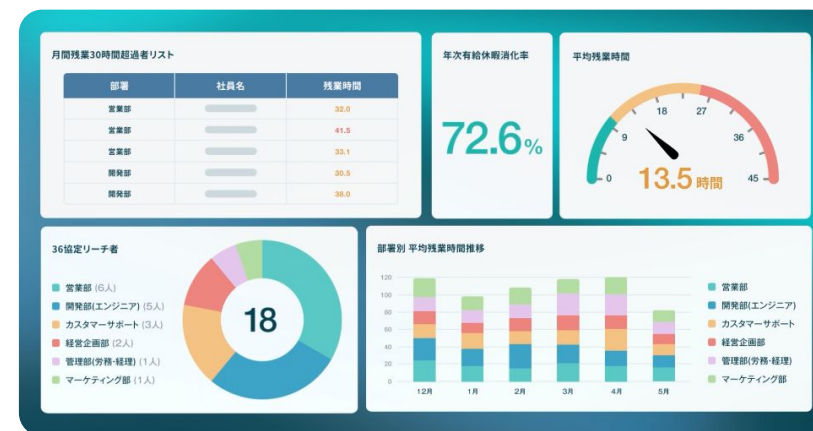 月間残業30時間超過者リスト
部署 社員名 残業時間
営業部 32.0
営業部 41.5
営業部 33.1
開発部 30.5
開発部 38.0
年次有給休暇消化率
72.6%
平均残業時間
0 9 18 27 36 45
13.5 時間
36協定リーチ者
営業部 (6人)
開発部(エンジニア) (5人)
カスタマーサポート (3人)
経営企画部 (2人)
管理部(労務・経理) (1人)
マーケティング部 (1人)
18
部署別 平均残業時間推移
120
100
80
60
40
20
0
12月 1月 2月 3月 4月 5月
営業部
開発部(エンジニア)
カスタマーサポート
経営企画部
管理部(労務・経理)
マーケティング部